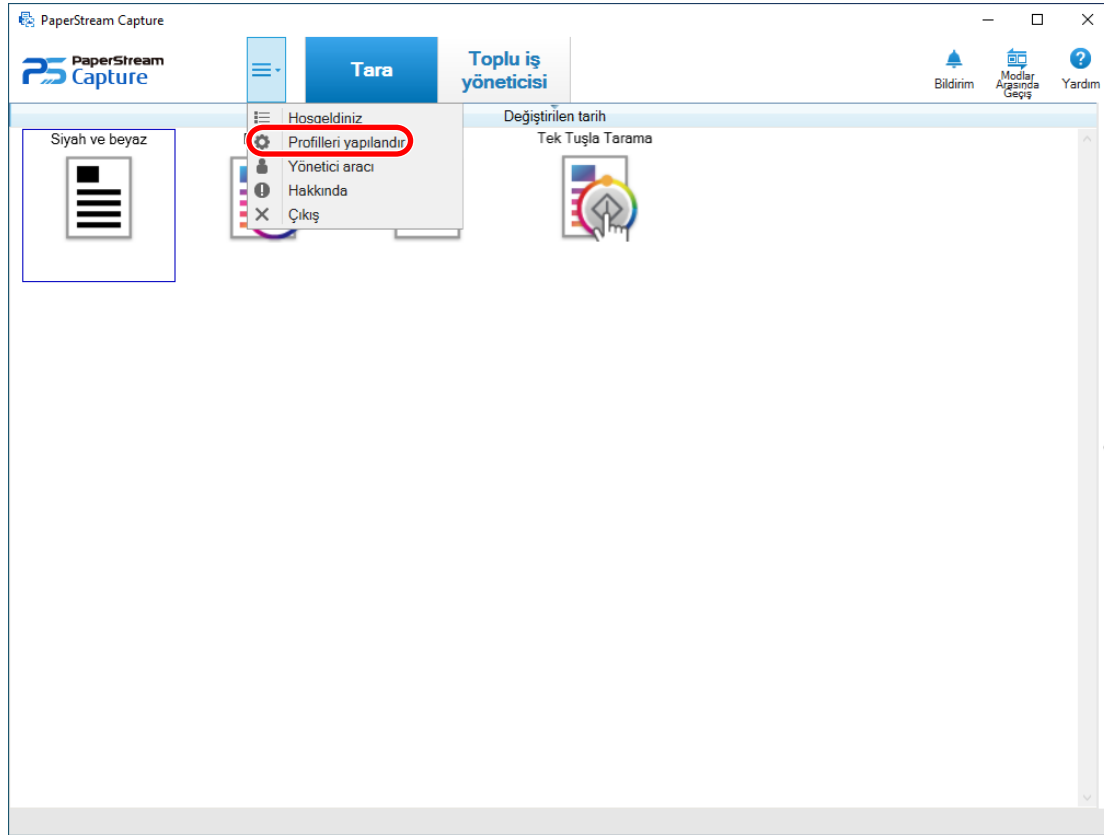 PaperStream Capture
PaperStream
Capture
Tara
Toplu iş
yöneticisi
Bildirim
Modlar
Arasında
Geçiş
Yardım
Değiştirilen tarih
Hoşgeldiniz
Profilleri yapılandır
Yönetici aracı
Hakkında
Çıkış
Siyah ve beyaz
Tek Tuşla Tarama